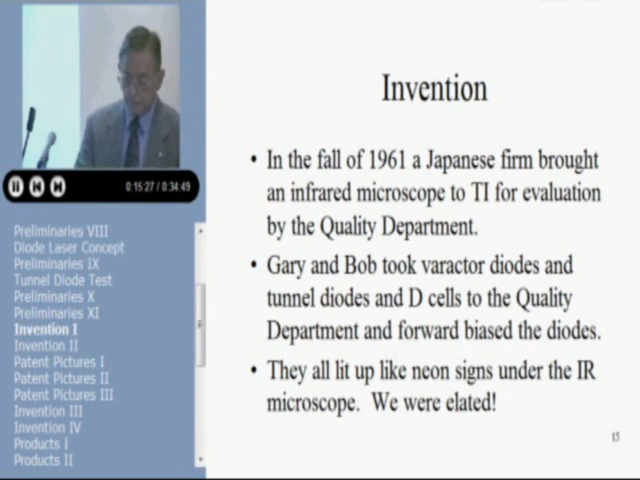 0:15:27 / 0:34:49
Preliminaries VIII
Diode Laser Concept
Preliminaries IX
Tunnel Diode Test
Preliminaries X
Preliminaries XI
Invention I
Invention II
Patent Pictures I
Patent Pictures II
Patent Pictures III
Invention III
Invention IV
Products I
Products II
Invention
• In the fall of 1961 a Japanese firm brought
an infrared microscope to TI for evaluation
by the Quality Department.
• Gary and Bob took varactor diodes and
tunnel diodes and D cells to the Quality
Department and forward biased the diodes.
• They all lit up like neon signs under the IR
microscope. We were elated!
15